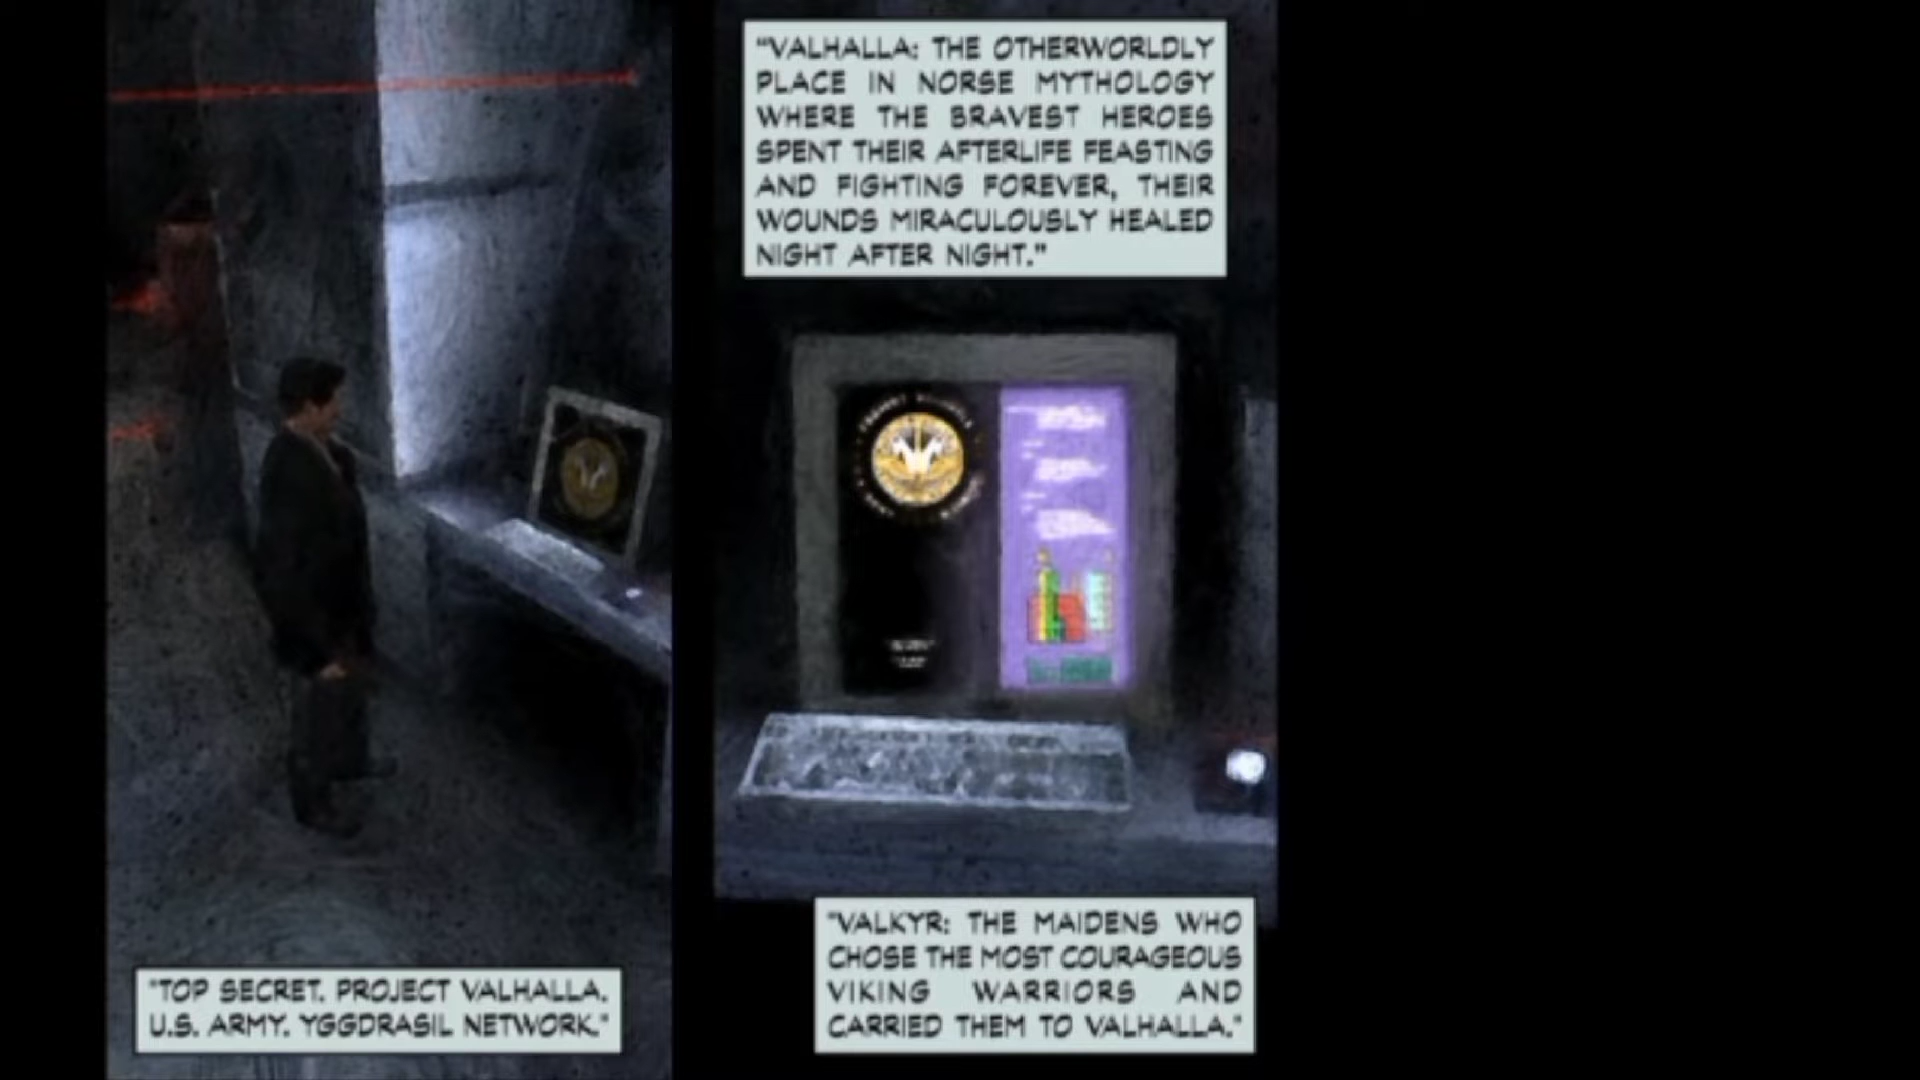 "TOP SECRET. PROJECT VALHALLA.
U.S. ARMY. YGGDRASIL NETWORK."
"VALHALLA: THE OTHERWORLDLY
PLACE IN NORSE MYTHOLOGY
WHERE THE BRAVEST HEROES
SPENT THEIR AFTERLIFE FEASTING
AND FIGHTING FOREVER, THEIR
WOUNDS MIRACULOUSLY HEALED
NIGHT AFTER NIGHT."
"VALKYR: THE MAIDENS WHO
CHOSE THE MOST COURAGEOUS
VIKING WARRIORS AND
CARRIED THEM TO VALHALLA."